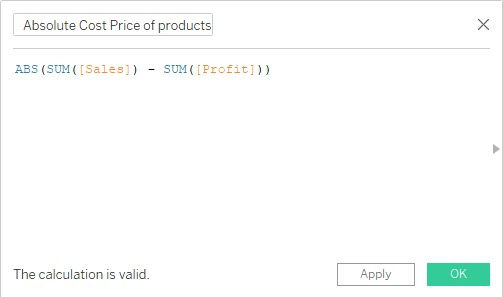 Absolute Cost Price of products
ABS(SUM([Sales]) - SUM([Profit]))
The calculation is valid.
Apply
OK